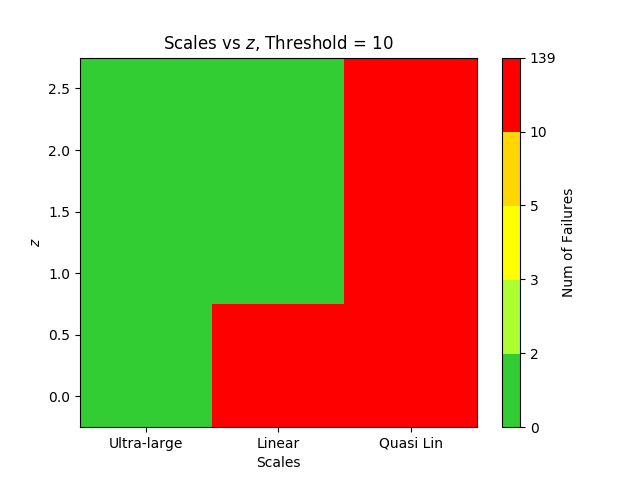 Scales vs z, Threshold = 10
2.5
2.0
1.5
1.0
0.5
0.0
z
Ultra-large
Linear
Quasi Lin
Scales
139
10
5
3
2
0
Num of Failures